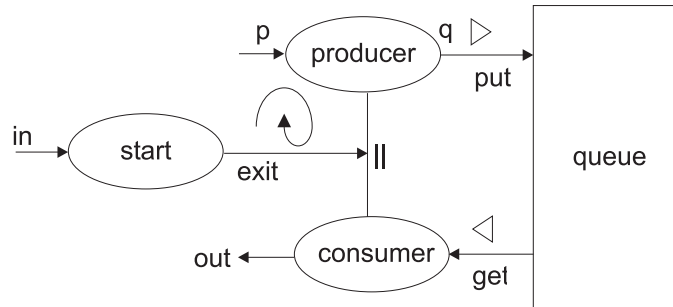 p
producer
q
put
in
start
exit
||
queue
consumer
out
get